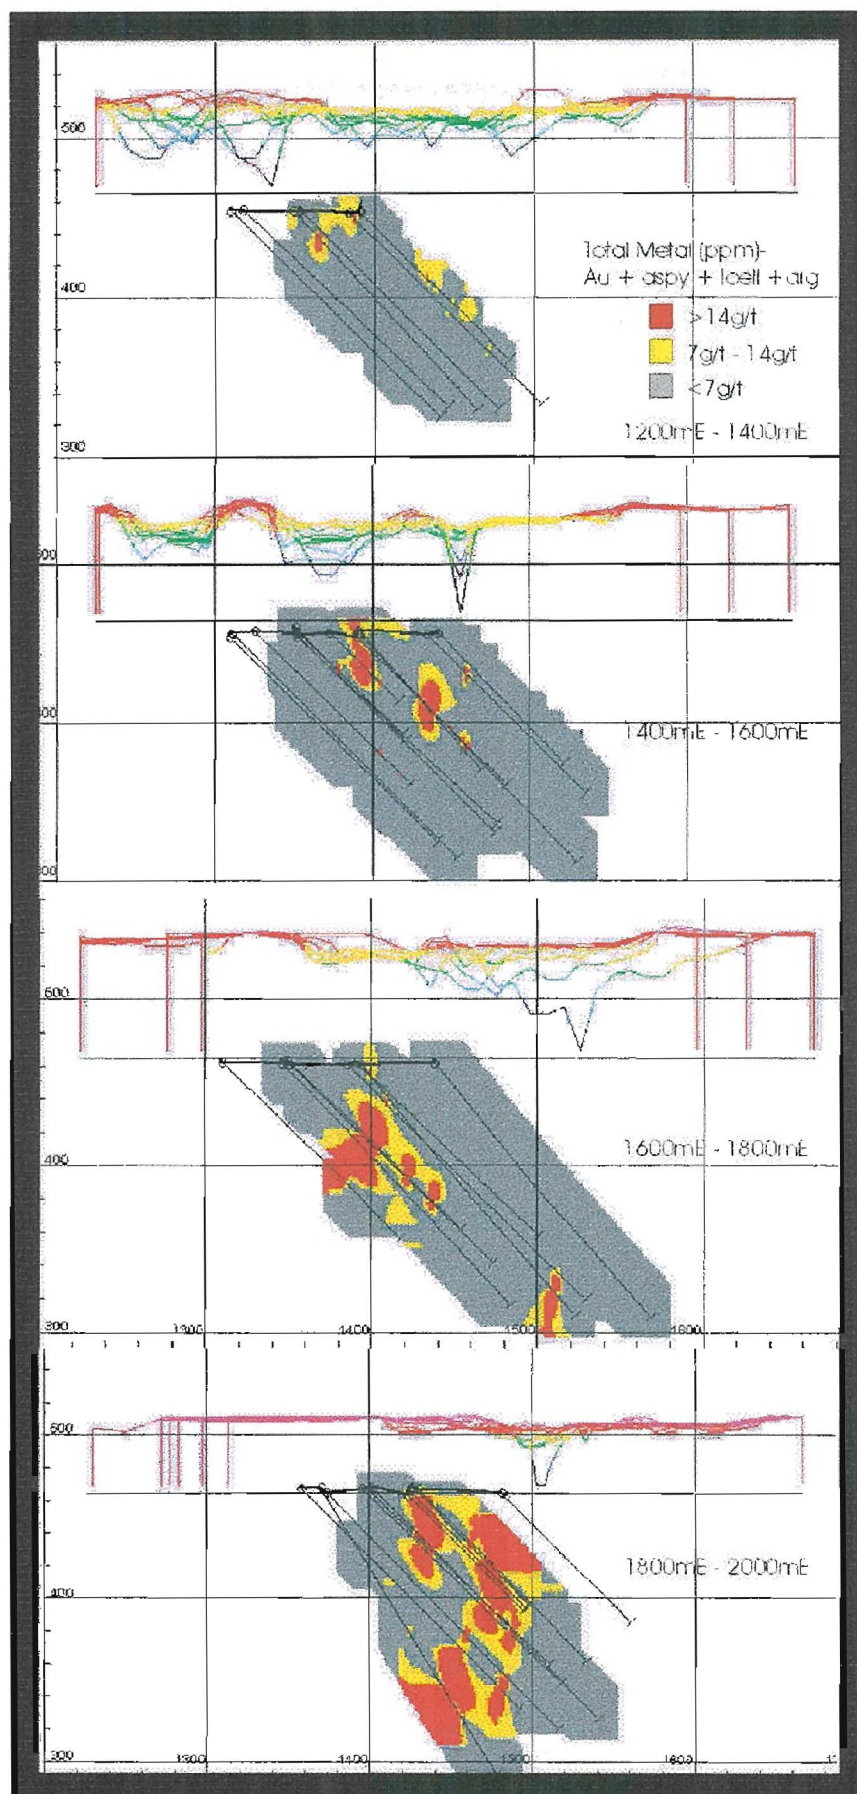 500
Total Metal (ppm)-
Au + aspy + loell + arg
400
>14g/t
7g/t - 14g/t
<7g/t
1200mE - 1400mE
300
1400mE - 1600mE
500
1600mE - 1800mE
400
300 1300 1400 1500 1600
500
1800mE - 2000mE
400
300 1300 1400 1500 1600